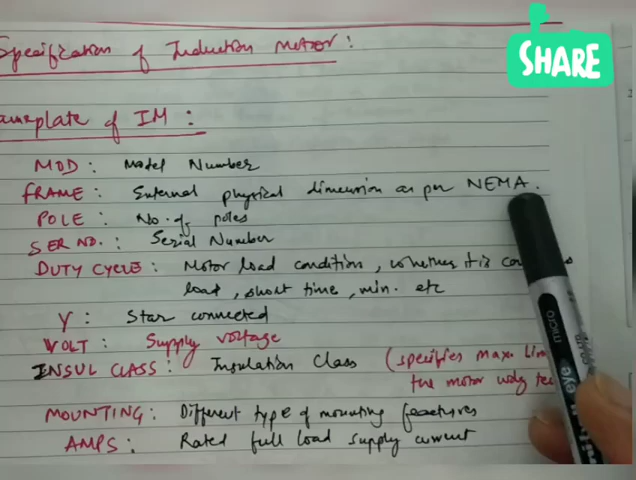 SHARE
Specification of Induction Motor:
Nameplate of IM:
MOD: Model Number
FRAME: External physical dimension as per NEMA.
POLE: No. of poles
SER NO.: Serial Number
DUTY CYCLE: Motor load condition, whether it is
load, short time, min. etc
Y: Star connected
VOLT: Supply voltage
INSUL CLASS: Insulation Class (specifies max.
the motor wdg
MOUNTING: Different type of mounting features
AMPS: Rated full load supply current
micro
eye